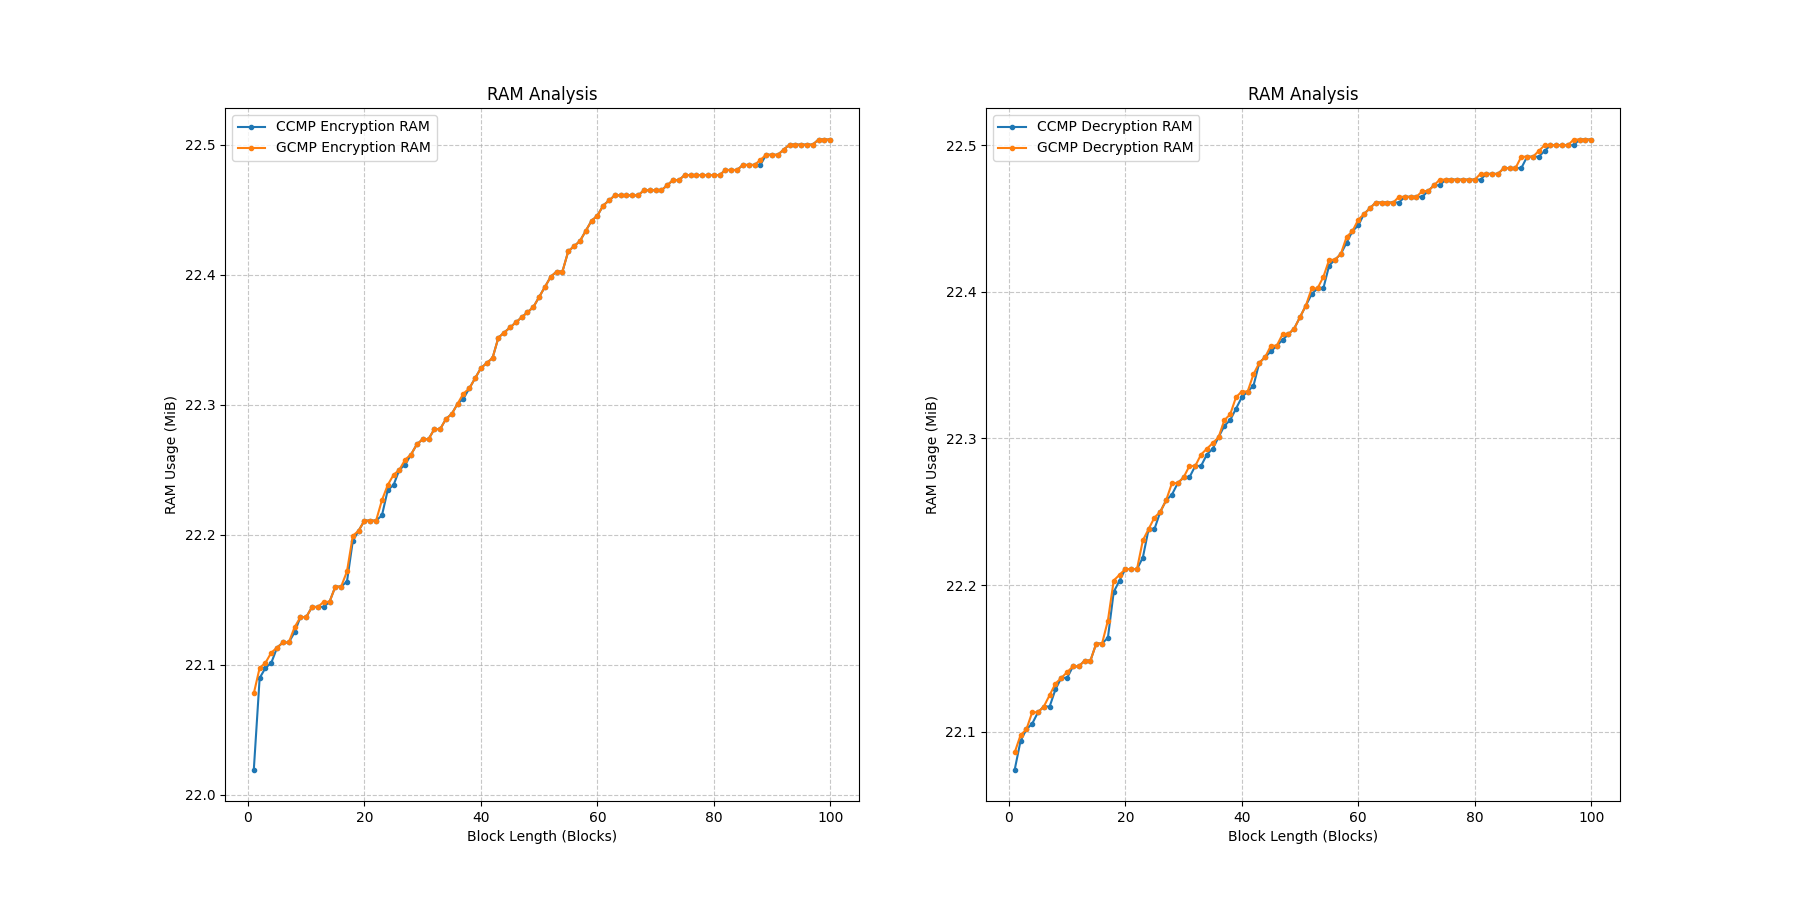 RAM Analysis
CCMP Encryption RAM
GCMP Encryption RAM
22.5
22.4
22.3
22.2
22.1
22.0
RAM Usage (MiB)
0 20 40 60 80 100
Block Length (Blocks)
RAM Analysis
CCMP Decryption RAM
GCMP Decryption RAM
22.5
22.4
22.3
22.2
22.1
RAM Usage (MiB)
0 20 40 60 80 100
Block Length (Blocks)